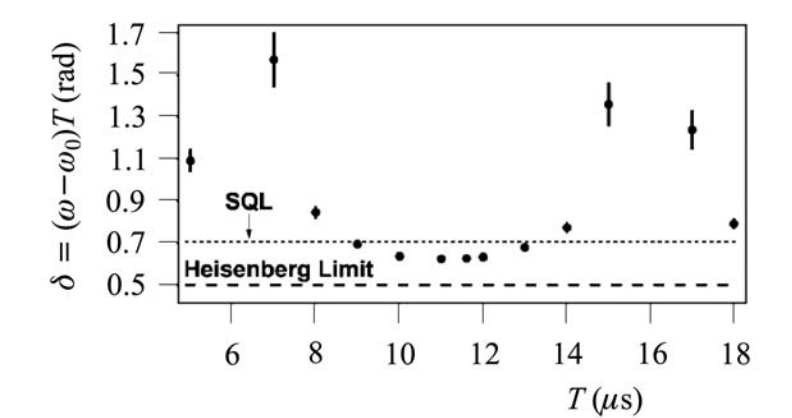 δ = (ω−ω₀)T (rad)
1.7
1.5
1.3
1.1
0.9
0.7
0.5
SQL
Heisenberg Limit
6 8 10 12 14 16 18
T (μs)